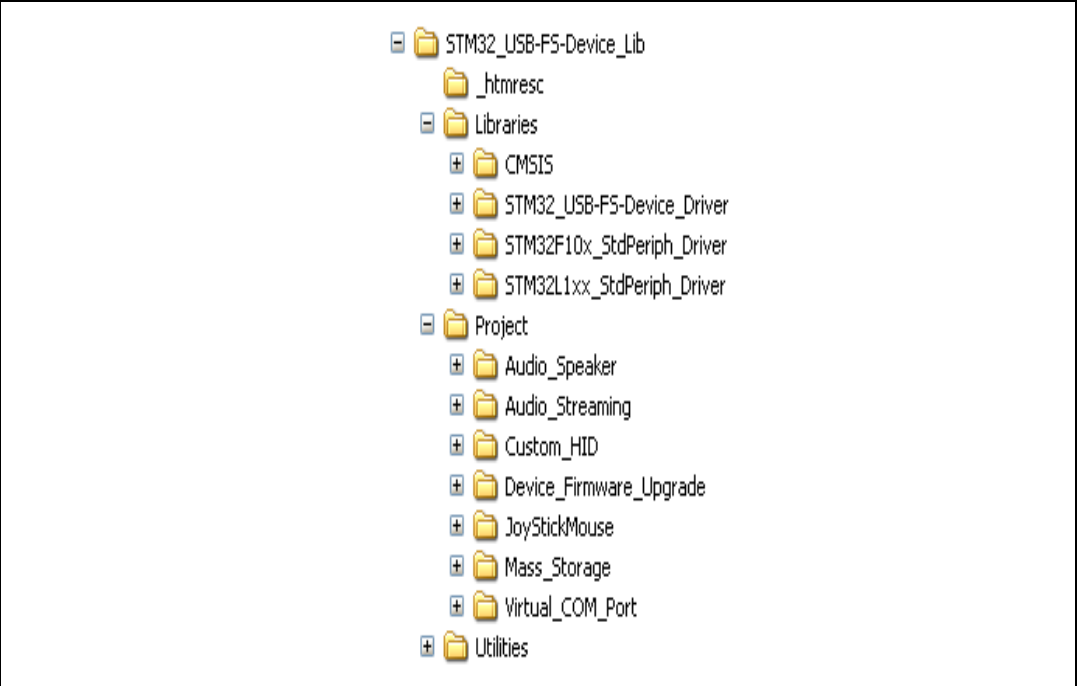 STM32_USB-FS-Device_Lib
_htmresc
Libraries
CMSIS
STM32_USB-FS-Device_Driver
STM32F10x_StdPeriph_Driver
STM32L1xx_StdPeriph_Driver
Project
Audio_Speaker
Audio_Streaming
Custom_HID
Device_Firmware_Upgrade
JoyStickMouse
Mass_Storage
Virtual_COM_Port
Utilities